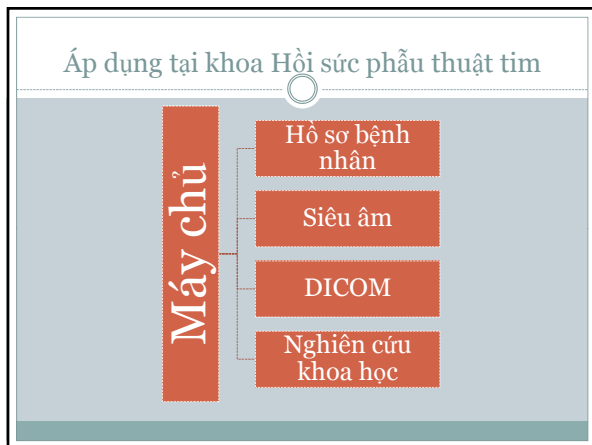 Áp dụng tại khoa Hồi sức phẫu thuật tim
Máy chủ
Hồ sơ bệnh
nhân
Siêu âm
DICOM
Nghiên cứu
khoa học